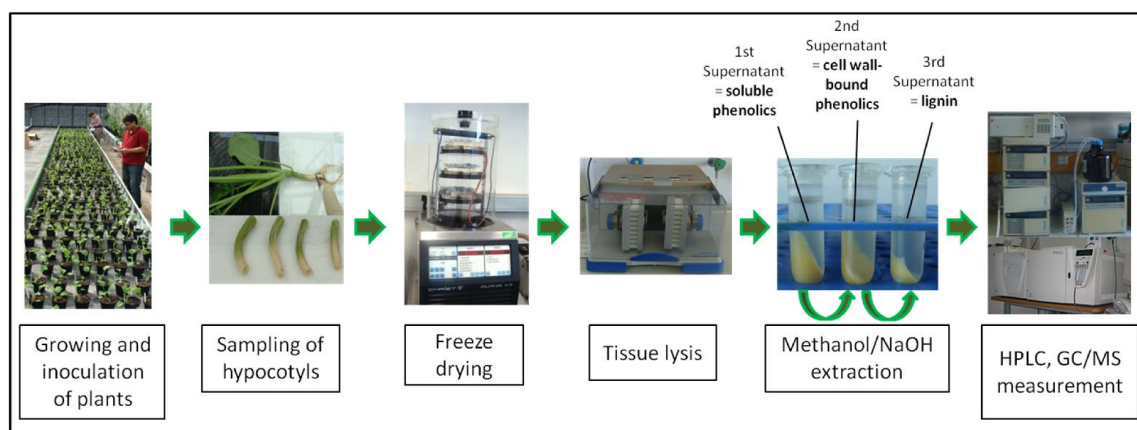 1st
Supernatant
= soluble
phenolics
2nd
Supernatant
= cell wall-
bound
phenolics
3rd
Supernatant
= lignin
CHRIST
Growing and
inoculation
of plants
Sampling of
hypocotyls
Freeze
drying
Tissue lysis
Methanol/NaOH
extraction
HPLC, GC/MS
measurement